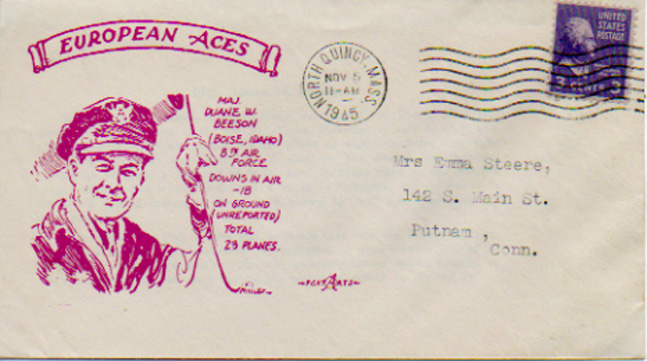 EUROPEAN ACES
MAJ.
DUANE W.
BEESON
(BOISE, IDAHO)
8TH AIR
FORCE
DOWNS IN AIR
-18
ON GROUND
(UNREPORTED)
TOTAL
23 PLANES.
NORTH QUINCY, MASS.
NOV 5
11-AM
1945
UNITED
STATES
POSTAGE
Mrs Emma Steere,
142 S. Main St.
Putnam ,
Conn.